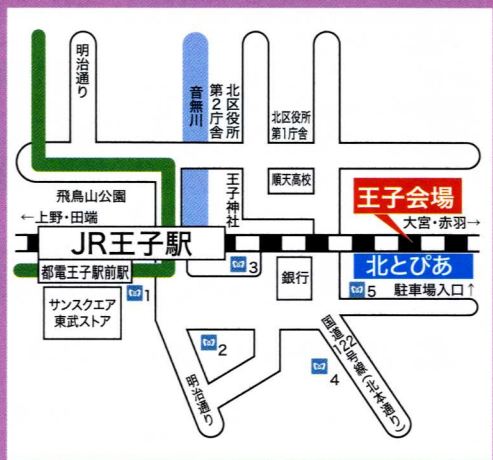 明治通り
音無川
北区役所
第2庁舎
北区役所
第1庁舎
王子神社
順天高校
飛鳥山公園
←上野・田端
王子会場
大宮・赤羽→
JR王子駅
都電王子駅前駅
北とぴあ
駐車場入口↑
サンスクエア
東武ストア
銀行
1
2
3
4
5
明治通り
国道122号線(北本通り)